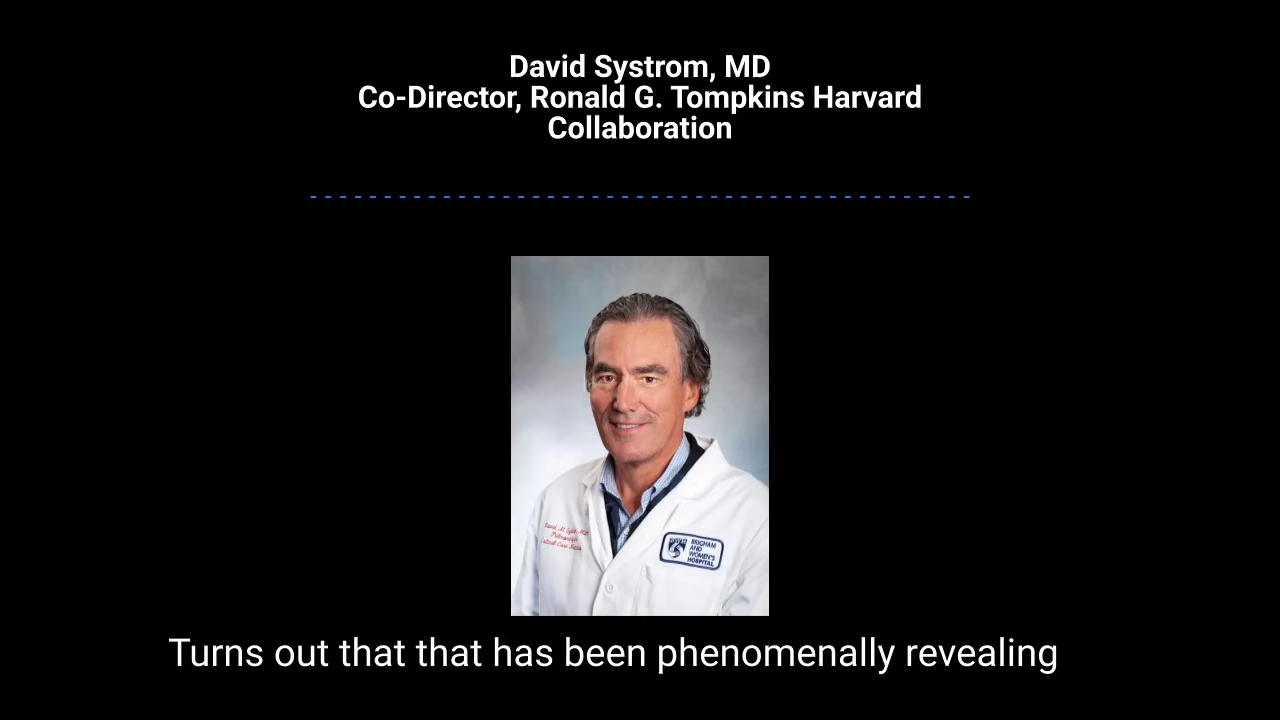 David Systrom, MD
Co-Director, Ronald G. Tompkins Harvard
Collaboration
BRIGHAM
AND
WOMEN'S
HOSPITAL
Turns out that that has been phenomenally revealing